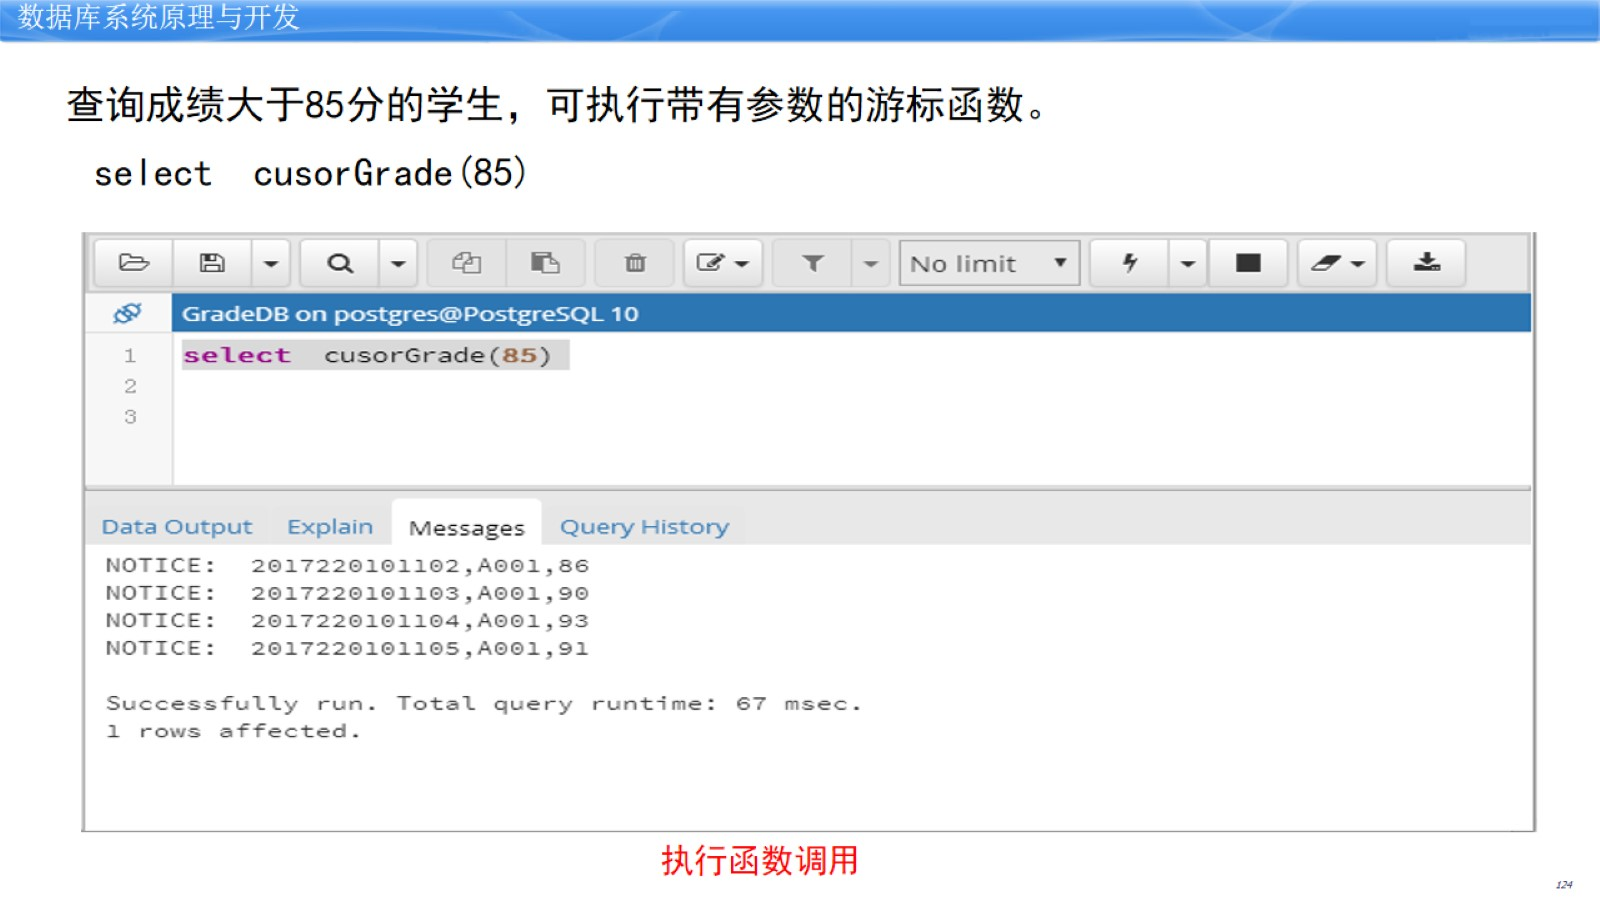 数据库系统原理与开发
查询成绩大于85分的学生，可执行带有参数的游标函数。
select  cusorGrade(85)
No limit
GradeDB on postgres@PostgreSQL 10
1 select  cusorGrade(85)
2
3
Data Output Explain Messages Query History
NOTICE:  2017220101102,A001,86
NOTICE:  2017220101103,A001,90
NOTICE:  2017220101104,A001,93
NOTICE:  2017220101105,A001,91
Successfully run. Total query runtime: 67 msec.
1 rows affected.
执行函数调用
124